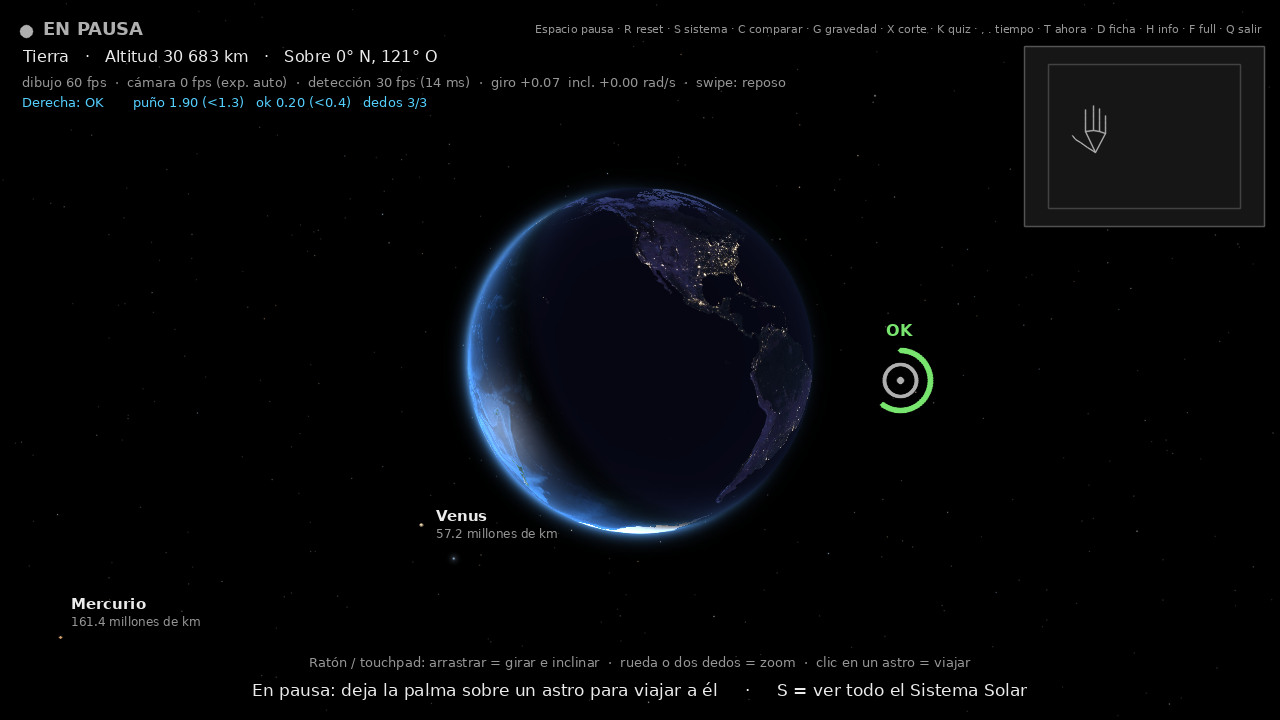 EN PAUSA
Espacio pausa · R reset · S sistema · C comparar · G gravedad · X corte · K quiz · , . tiempo · T ahora · D ficha · H info · F full · Q salir
Tierra · Altitud 30 683 km · Sobre 0° N, 121° O
dibujo 60 fps · cámara 0 fps (exp. auto) · detección 30 fps (14 ms) · giro +0.07 incl. +0.00 rad/s · swipe: reposo
Derecha: OK puño 1.90 (<1.3) ok 0.20 (<0.4) dedos 3/3
OK
Venus
57.2 millones de km
Mercurio
161.4 millones de km
Ratón / touchpad: arrastrar = girar e inclinar · rueda o dos dedos = zoom · clic en un astro = viajar
En pausa: deja la palma sobre un astro para viajar a él · S = ver todo el Sistema Solar